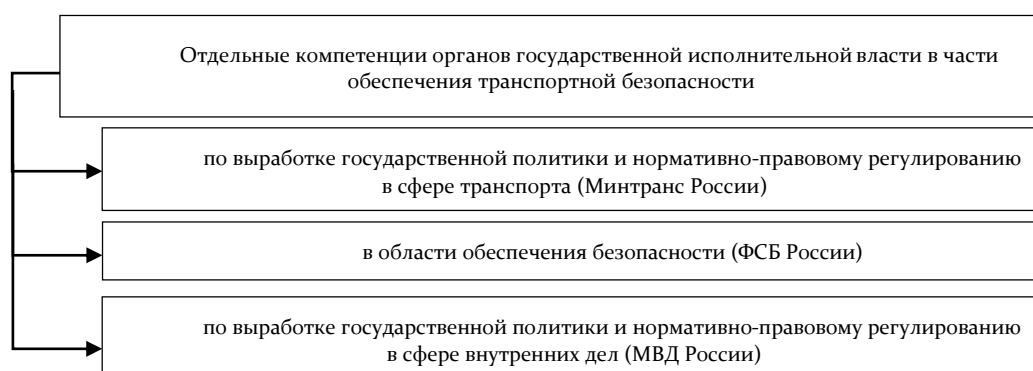 Отдельные компетенции органов государственной исполнительной власти в части
обеспечения транспортной безопасности
по выработке государственной политики и нормативно-правовому регулированию
в сфере транспорта (Минтранс России)
в области обеспечения безопасности (ФСБ России)
по выработке государственной политики и нормативно-правовому регулированию
в сфере внутренних дел (МВД России)